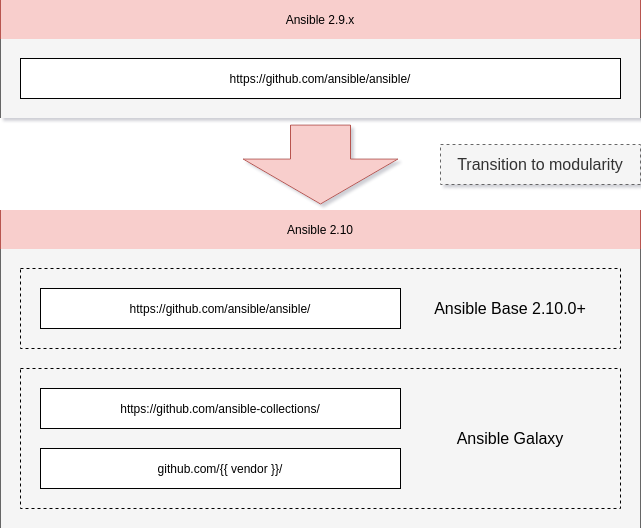 Ansible 2.9.x
https://github.com/ansible/ansible/
Transition to modularity
Ansible 2.10
https://github.com/ansible/ansible/
Ansible Base 2.10.0+
https://github.com/ansible-collections/
Ansible Galaxy
github.com/{{ vendor }}/